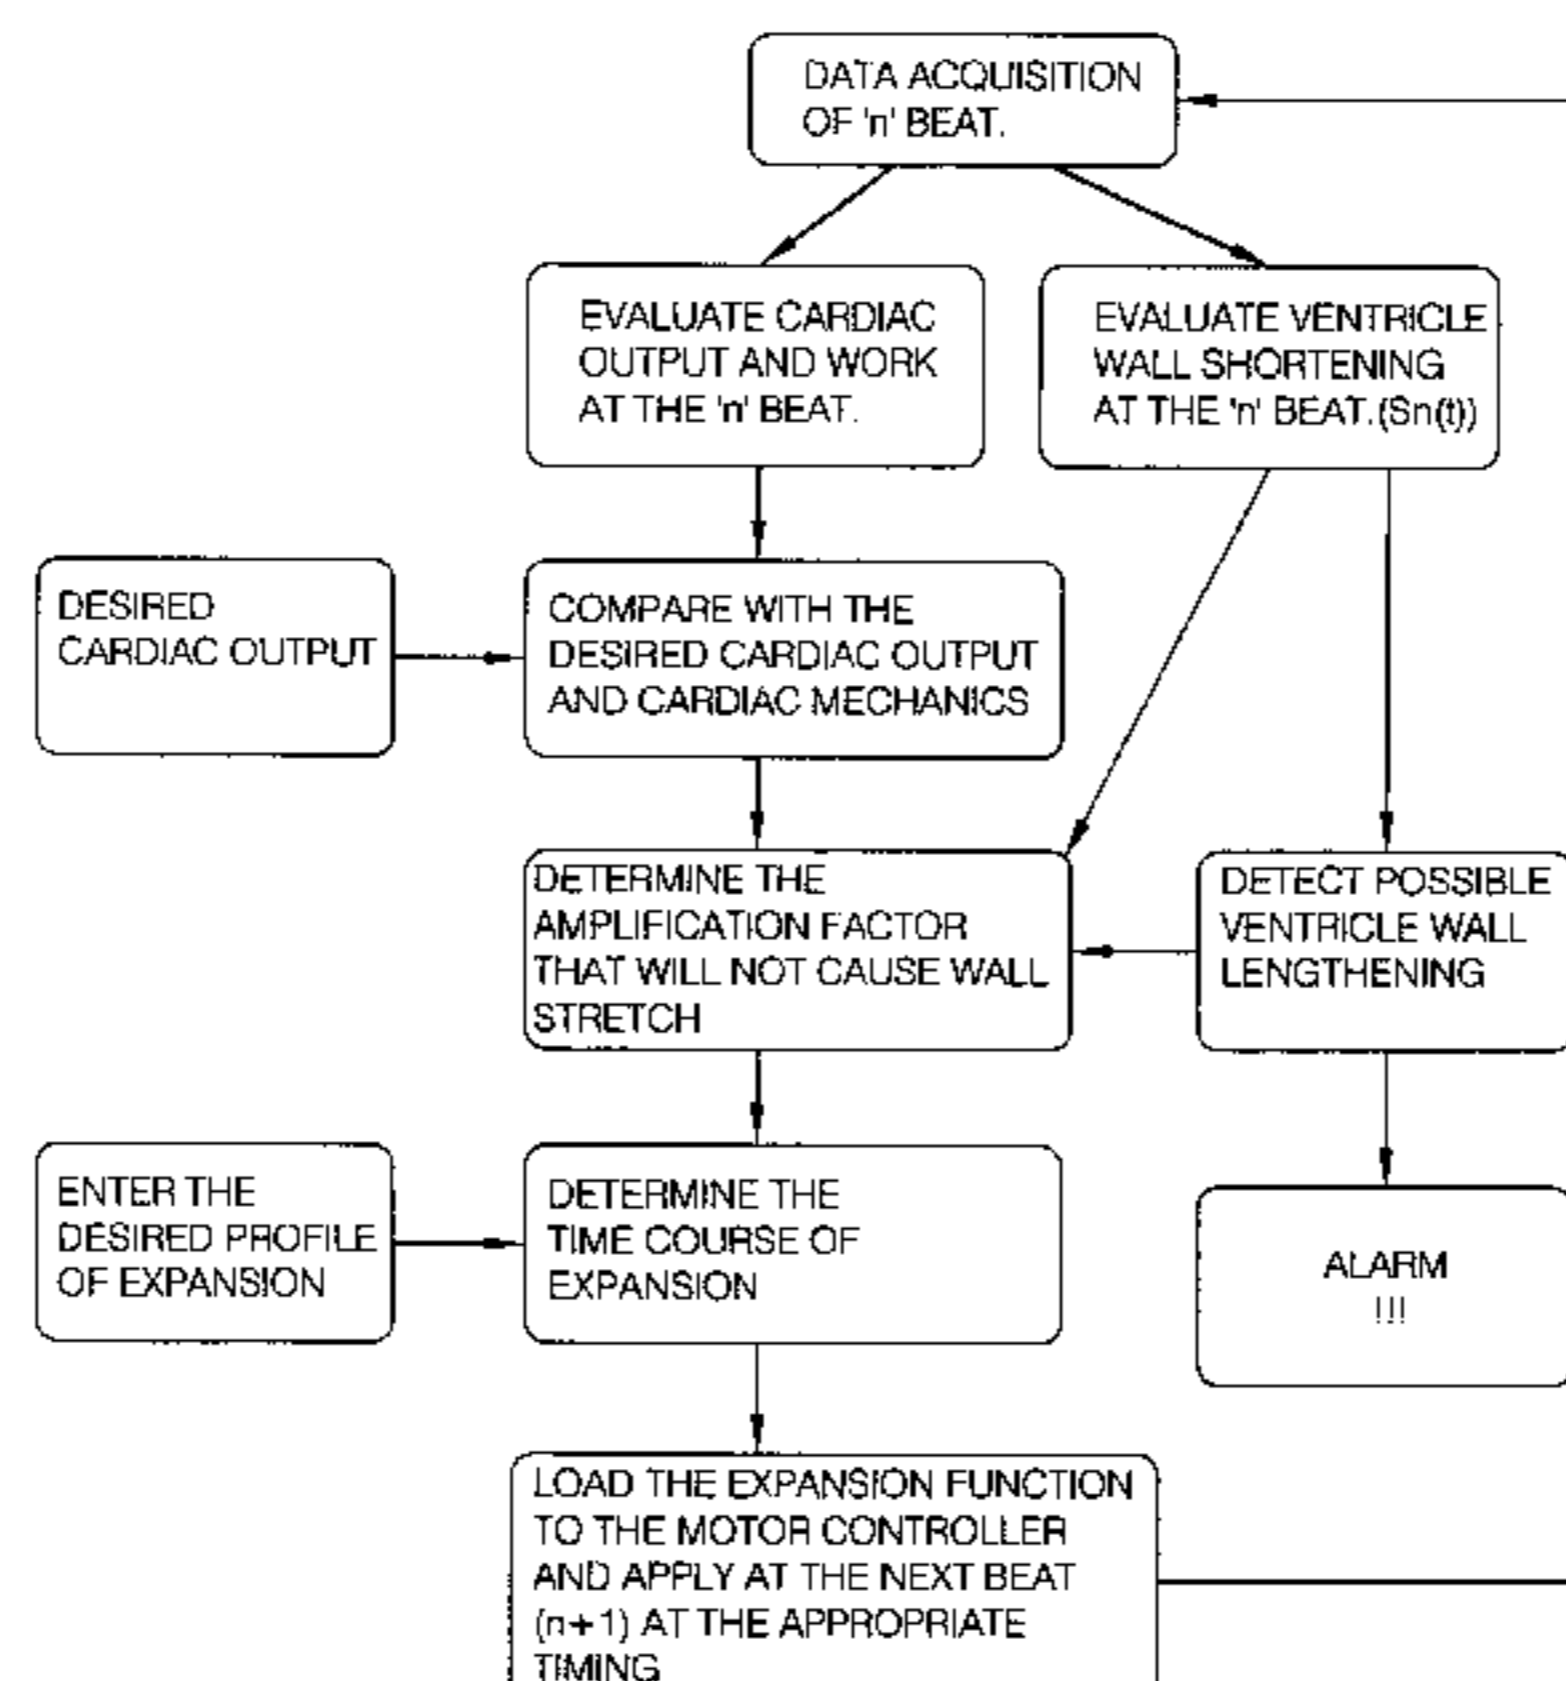 DATA ACQUISITION
OF 'n' BEAT.
EVALUATE CARDIAC
OUTPUT AND WORK
AT THE 'n' BEAT.
EVALUATE VENTRICLE
WALL SHORTENING
AT THE 'n' BEAT.(Sn(t))
DESIRED
CARDIAC OUTPUT
COMPARE WITH THE
DESIRED CARDIAC OUTPUT
AND CARDIAC MECHANICS
DETERMINE THE
AMPLIFICATION FACTOR
THAT WILL NOT CAUSE WALL
STRETCH
DETECT POSSIBLE
VENTRICLE WALL
LENGTHENING
ENTER THE
DESIRED PROFILE
OF EXPANSION
DETERMINE THE
TIME COURSE OF
EXPANSION
ALARM
!!!
LOAD THE EXPANSION FUNCTION
TO THE MOTOR CONTROLLER
AND APPLY AT THE NEXT BEAT
(n+1) AT THE APPROPRIATE
TIMING